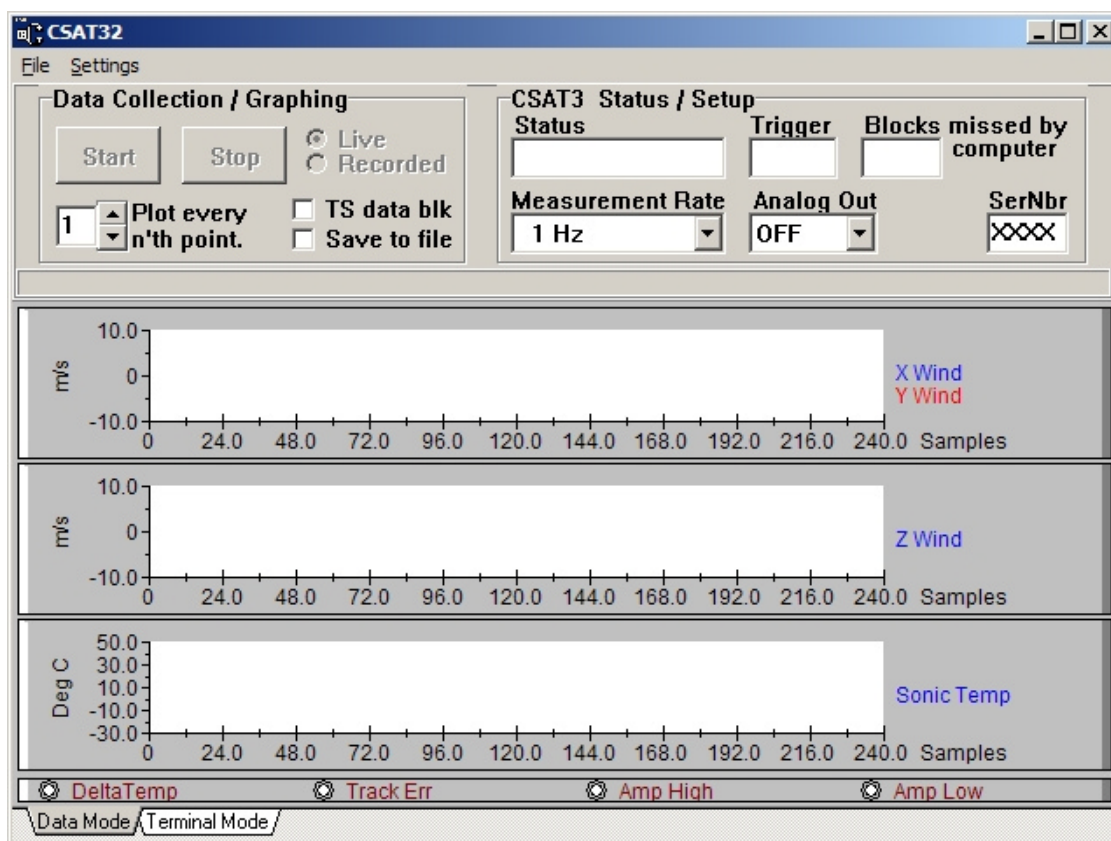 CSAT32
File Settings
Data Collection / Graphing
Start
Stop
Live
Recorded
1
Plot every
n'th point.
TS data blk
Save to file
CSAT3 Status / Setup
Status
Trigger
Blocks missed by
computer
Measurement Rate
1 Hz
Analog Out
OFF
SerNbr
XXXX
m/s
10.0
0
-10.0
0 24.0 48.0 72.0 96.0 120.0 144.0 168.0 192.0 216.0 240.0 Samples
X Wind
Y Wind
m/s
10.0
0
-10.0
0 24.0 48.0 72.0 96.0 120.0 144.0 168.0 192.0 216.0 240.0 Samples
Z Wind
Deg C
50.0
30.0
10.0
-10.0
-30.0
0 24.0 48.0 72.0 96.0 120.0 144.0 168.0 192.0 216.0 240.0 Samples
Sonic Temp
DeltaTemp Track Err Amp High Amp Low
Data Mode Terminal Mode